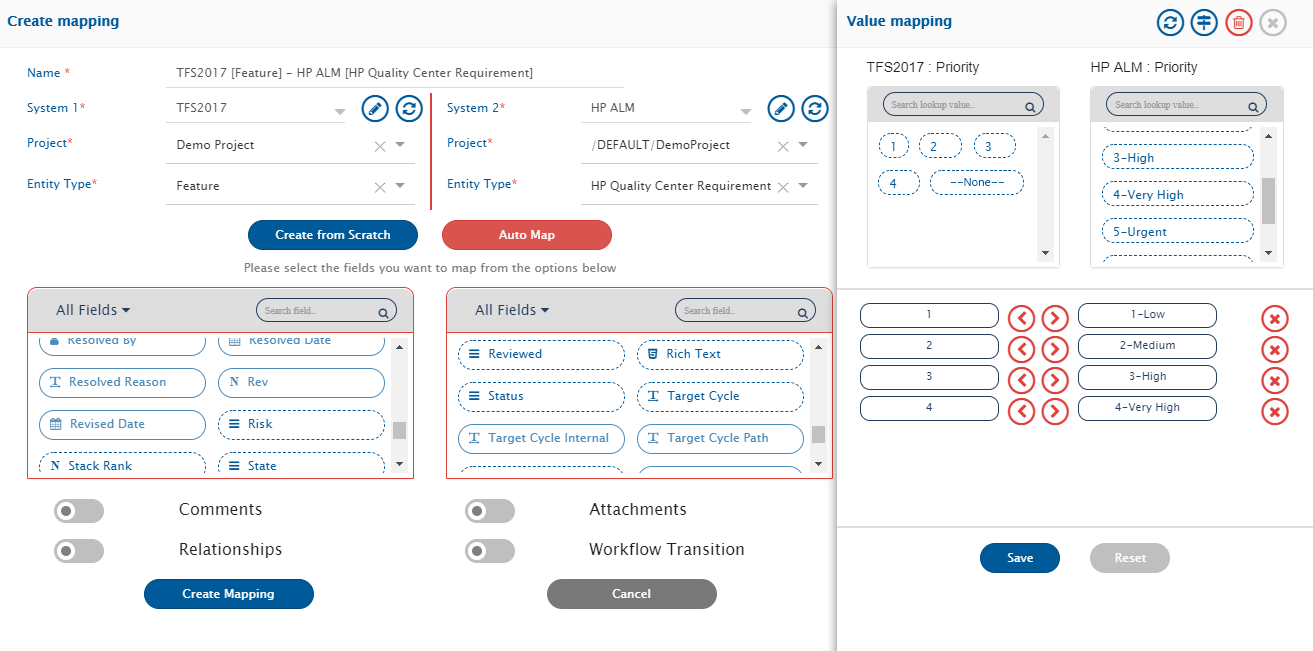 Create mapping
Name *
TFS2017 [Feature] - HP ALM [HP Quality Center Requirement]
System 1*
TFS2017
System 2*
HP ALM
Project*
Demo Project
Project*
/DEFAULT/DemoProject
Entity Type*
Feature
Entity Type*
HP Quality Center Requirement
Create from Scratch
Auto Map
Please select the fields you want to map from the options below
All Fields
Search field..
All Fields
Search field..
Resolved By
Resolved Date
Resolved Reason
Rev
Revised Date
Risk
Stack Rank
State
Reviewed
Rich Text
Status
Target Cycle
Target Cycle Internal
Target Cycle Path
Comments
Attachments
Relationships
Workflow Transition
Create Mapping
Cancel
Value mapping
TFS2017 : Priority
HP ALM : Priority
Search lookup value..
Search lookup value..
1
2
3
4
--None--
3-High
4-Very High
5-Urgent
1
1-Low
2
2-Medium
3
3-High
4
4-Very High
Save
Reset